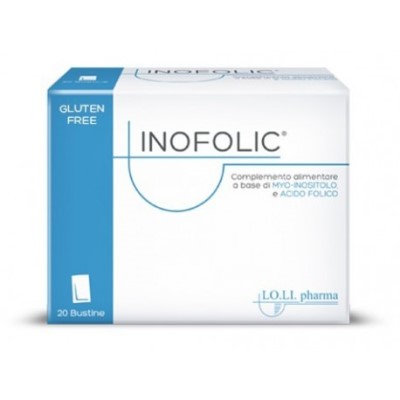 GLUTEN
FREE
INOFOLIC®
Complemento alimentare
a base di MYO-INOSITOLO,
e ACIDO FOLICO.
20 Bustine
LO.LI. pharma